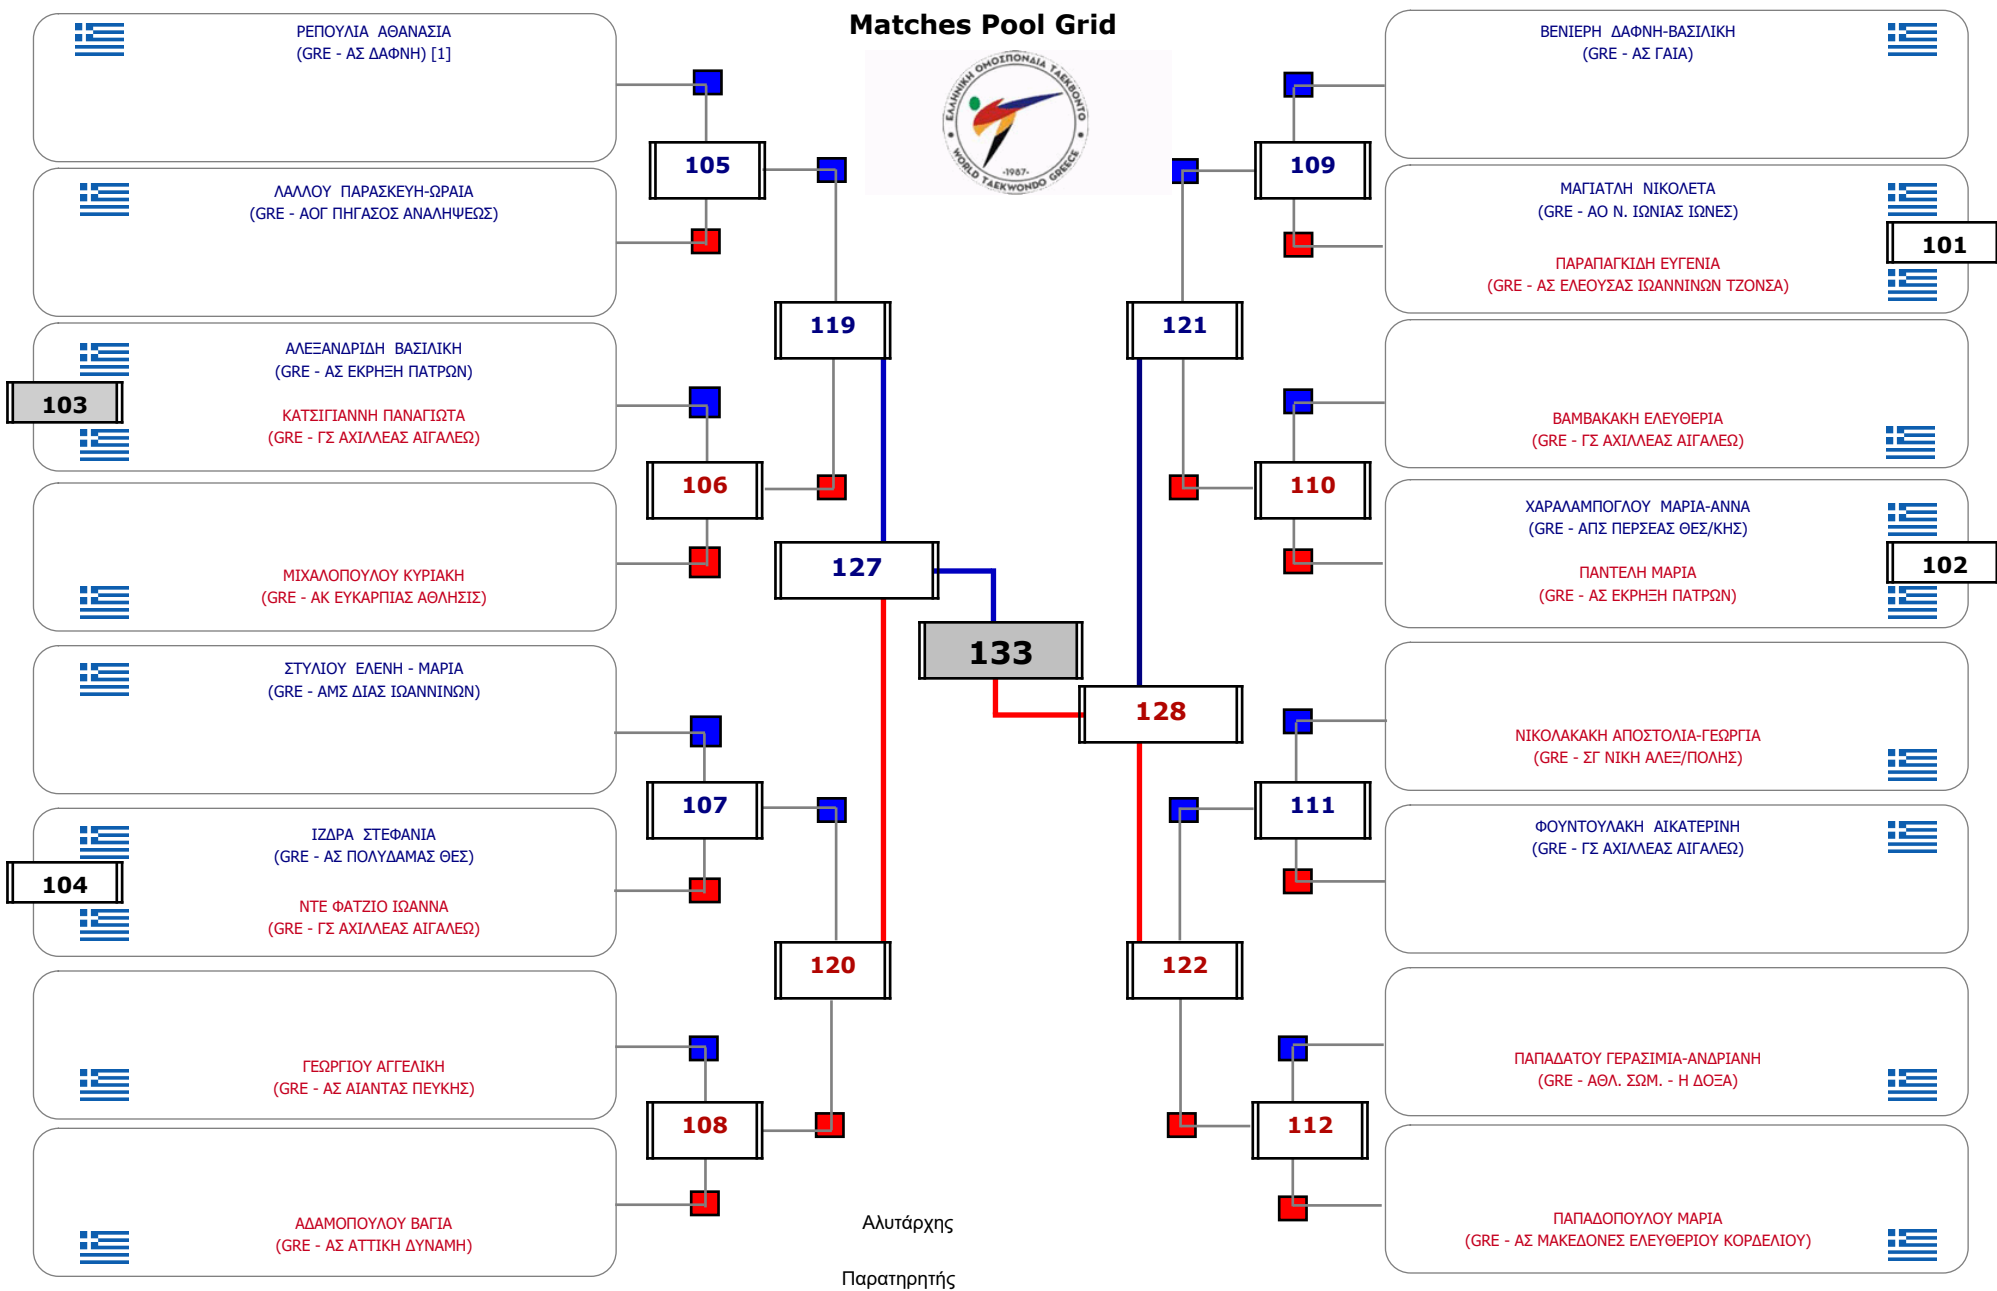 Matches Pool Grid
ΕΛΛΗΝΙΚΗ ΟΜΟΣΠΟΝΔΙΑ ΤΑΕΚΒΟΝΤΟ
-1987-
WORLD TAEKWONDO GREECE
ΡΕΠΟΥΛΙΑ ΑΘΑΝΑΣΙΑ
(GRE - ΑΣ ΔΑΦΝΗ) [1]
105
ΛΑΛΛΟΥ ΠΑΡΑΣΚΕΥΗ-ΩΡΑΙΑ
(GRE - ΑΟΓ ΠΗΓΑΣΟΣ ΑΝΑΛΗΨΕΩΣ)
119
ΑΛΕΞΑΝΔΡΙΔΗ ΒΑΣΙΛΙΚΗ
(GRE - ΑΣ ΕΚΡΗΞΗ ΠΑΤΡΩΝ)
103
ΚΑΤΣΙΓΙΑΝΝΗ ΠΑΝΑΓΙΩΤΑ
(GRE - ΓΣ ΑΧΙΛΛΕΑΣ ΑΙΓΑΛΕΩ)
106
ΜΙΧΑΛΟΠΟΥΛΟΥ ΚΥΡΙΑΚΗ
(GRE - ΑΚ ΕΥΚΑΡΠΙΑΣ ΑΘΛΗΣΙΣ)
127
133
ΣΤΥΛΙΟΥ ΕΛΕΝΗ - ΜΑΡΙΑ
(GRE - ΑΜΣ ΔΙΑΣ ΙΩΑΝΝΙΝΩΝ)
107
ΙΖΔΡΑ ΣΤΕΦΑΝΙΑ
(GRE - ΑΣ ΠΟΛΥΔΑΜΑΣ ΘΕΣ)
104
ΝΤΕ ΦΑΤΖΙΟ ΙΩΑΝΝΑ
(GRE - ΓΣ ΑΧΙΛΛΕΑΣ ΑΙΓΑΛΕΩ)
120
ΓΕΩΡΓΙΟΥ ΑΓΓΕΛΙΚΗ
(GRE - ΑΣ ΑΙΑΝΤΑΣ ΠΕΥΚΗΣ)
108
ΑΔΑΜΟΠΟΥΛΟΥ ΒΑΓΙΑ
(GRE - ΑΣ ΑΤΤΙΚΗ ΔΥΝΑΜΗ)
ΒΕΝΙΕΡΗ ΔΑΦΝΗ-ΒΑΣΙΛΙΚΗ
(GRE - ΑΣ ΓΑΙΑ)
109
ΜΑΓΙΑΤΛΗ ΝΙΚΟΛΕΤΑ
(GRE - ΑΟ Ν. ΙΩΝΙΑΣ ΙΩΝΕΣ)
101
ΠΑΡΑΠΑΓΚΙΔΗ ΕΥΓΕΝΙΑ
(GRE - ΑΣ ΕΛΕΟΥΣΑΣ ΙΩΑΝΝΙΝΩΝ ΤΖΟΝΣΑ)
121
ΒΑΜΒΑΚΑΚΗ ΕΛΕΥΘΕΡΙΑ
(GRE - ΓΣ ΑΧΙΛΛΕΑΣ ΑΙΓΑΛΕΩ)
110
ΧΑΡΑΛΑΜΠΟΓΛΟΥ ΜΑΡΙΑ-ΑΝΝΑ
(GRE - ΑΠΣ ΠΕΡΣΕΑΣ ΘΕΣ/ΚΗΣ)
102
ΠΑΝΤΕΛΗ ΜΑΡΙΑ
(GRE - ΑΣ ΕΚΡΗΞΗ ΠΑΤΡΩΝ)
128
ΝΙΚΟΛΑΚΑΚΗ ΑΠΟΣΤΟΛΙΑ-ΓΕΩΡΓΙΑ
(GRE - ΣΓ ΝΙΚΗ ΑΛΕΞ/ΠΟΛΗΣ)
111
ΦΟΥΝΤΟΥΛΑΚΗ ΑΙΚΑΤΕΡΙΝΗ
(GRE - ΓΣ ΑΧΙΛΛΕΑΣ ΑΙΓΑΛΕΩ)
122
ΠΑΠΑΔΑΤΟΥ ΓΕΡΑΣΙΜΙΑ-ΑΝΔΡΙΑΝΗ
(GRE - ΑΘΛ. ΣΩΜ. - Η ΔΟΞΑ)
112
ΠΑΠΑΔΟΠΟΥΛΟΥ ΜΑΡΙΑ
(GRE - ΑΣ ΜΑΚΕΔΟΝΕΣ ΕΛΕΥΘΕΡΙΟΥ ΚΟΡΔΕΛΙΟΥ)
Αλυτάρχης
Παρατηρητής